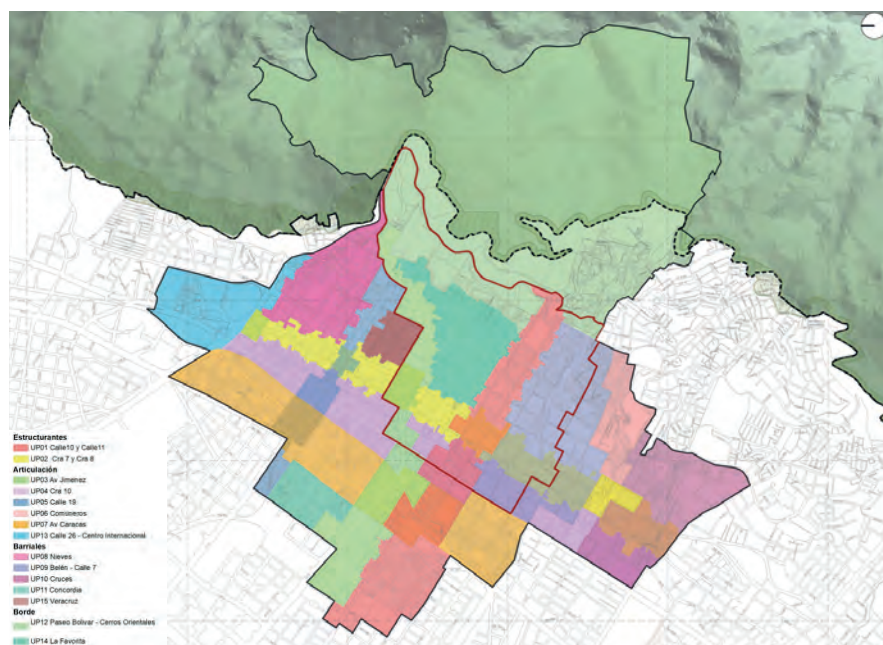 Estructurantes
UP01 Calle10 y Calle11
UP02 Cra 7 y Cra 8
Articulación
UP03 Av Jimenez
UP04 Cra 10
UP05 Calle 19
UP06 Comuneros
UP07 Av Caracas
UP13 Calle 26 - Centro Internacional
Barriales
UP08 Nieves
UP09 Belén - Calle 7
UP10 Cruces
UP11 Concordia
UP15 Veracruz
Borde
UP12 Paseo Bolivar - Cerros Orientales
UP14 La Favorita